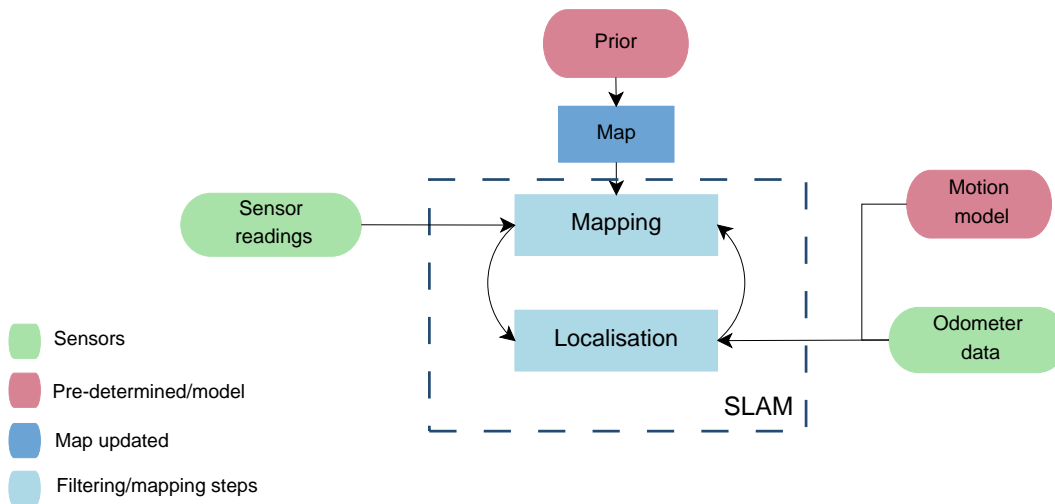 Prior
Map
Sensor
readings
Mapping
Motion
model
Localisation
Odometer
data
SLAM
Sensors
Pre-determined/model
Map updated
Filtering/mapping steps